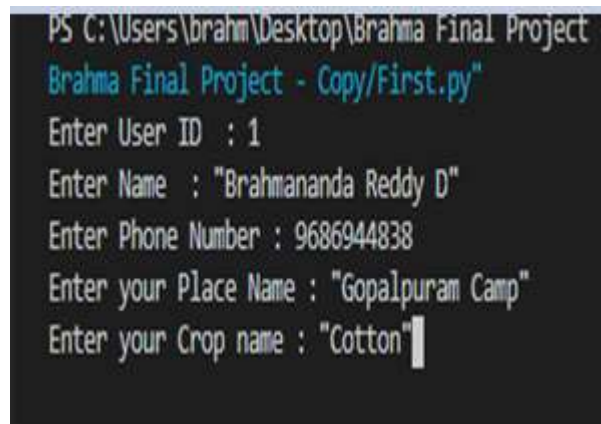 PS C:\Users\brahm\Desktop\Brahma Final Project
Brahma Final Project - Copy/First.py"
Enter User ID  : 1
Enter Name  : "Brahmananda Reddy D"
Enter Phone Number : 9686944838
Enter your Place Name : "Gopalpuram Camp"
Enter your Crop name : "Cotton"